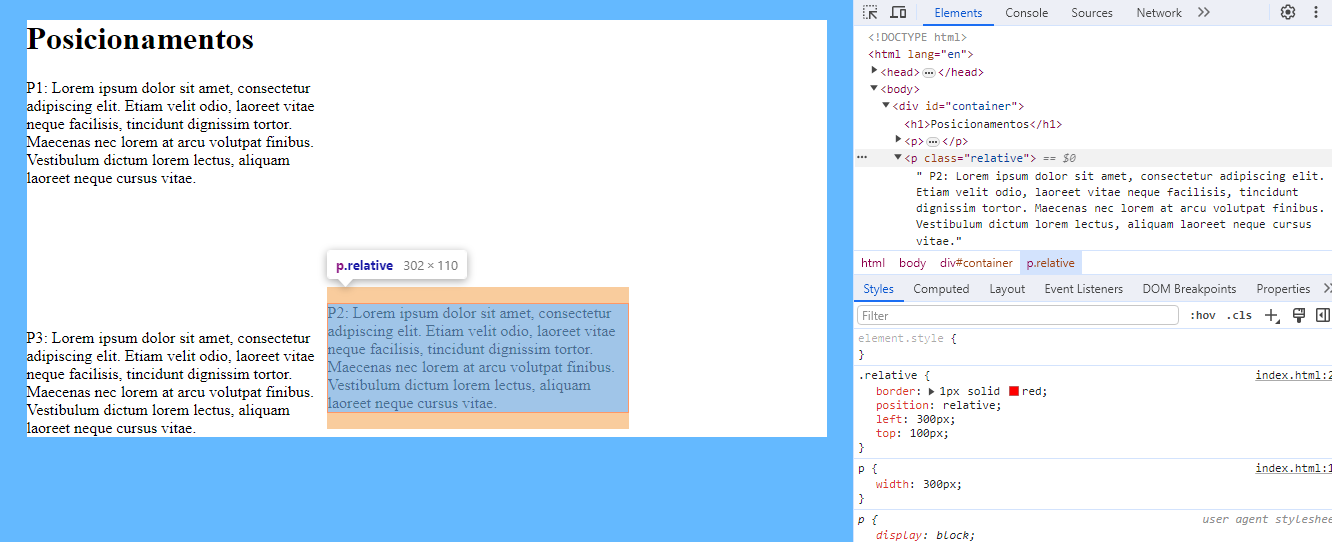 Posicionamentos
P1: Lorem ipsum dolor sit amet, consectetur
adipiscing elit. Etiam velit odio, laoreet vitae
neque facilisis, tincidunt dignissim tortor.
Maecenas nec lorem at arcu volutpat finibus.
Vestibulum dictum lorem lectus, aliquam
laoreet neque cursus vitae.
p.relative 302 × 110
P2: Lorem ipsum dolor sit amet, consectetur
adipiscing elit. Etiam velit odio, laoreet vitae
neque facilisis, tincidunt dignissim tortor.
Maecenas nec lorem at arcu volutpat finibus.
Vestibulum dictum lorem lectus, aliquam
laoreet neque cursus vitae.
P3: Lorem ipsum dolor sit amet, consectetur
adipiscing elit. Etiam velit odio, laoreet vitae
neque facilisis, tincidunt dignissim tortor.
Maecenas nec lorem at arcu volutpat finibus.
Vestibulum dictum lorem lectus, aliquam
laoreet neque cursus vitae.
Elements Console Sources Network
<!DOCTYPE html>
<html lang="en">
<head>…</head>
<body>
<div id="container">
<h1>Posicionamentos</h1>
<p>…</p>
… <p class="relative"> == $0
" P2: Lorem ipsum dolor sit amet, consectetur adipiscing elit.
Etiam velit odio, laoreet vitae neque facilisis, tincidunt
dignissim tortor. Maecenas nec lorem at arcu volutpat finibus.
Vestibulum dictum lorem lectus, aliquam laoreet neque cursus
vitae."
html body div#container p.relative
Styles Computed Layout Event Listeners DOM Breakpoints Properties
Filter :hov .cls
element.style {
}
.relative { index.html:2
border: 1px solid red;
position: relative;
left: 300px;
top: 100px;
}
p { index.html:1
width: 300px;
}
p { user agent styleshee
display: block;